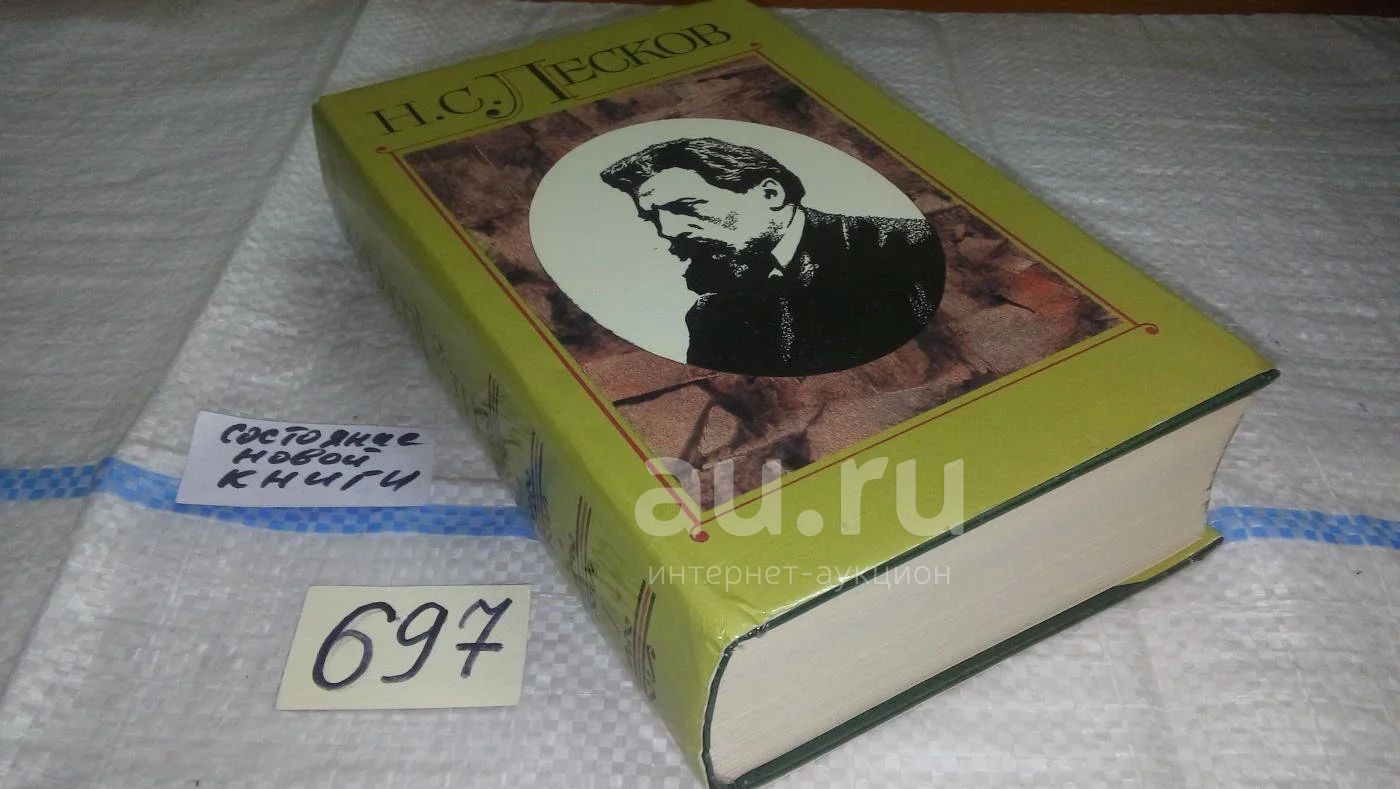 Н.С. ЛЕСКОВ
состояние
новой
книги
697
au.ru
интернет-аукцион